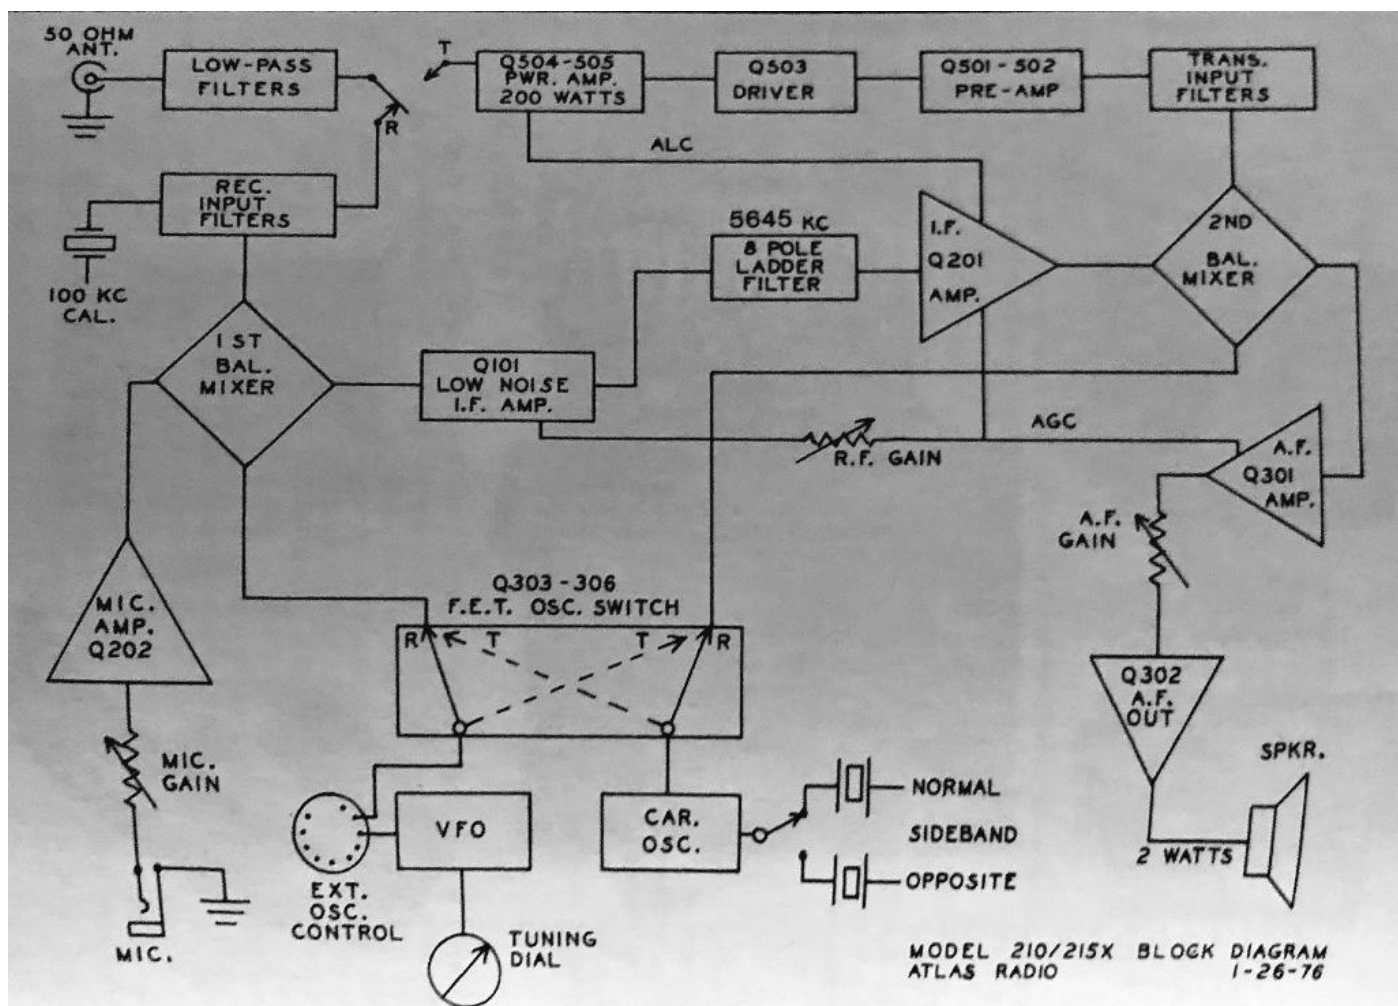 50 OHM
ANT.
LOW-PASS
FILTERS
T
R
Q504-505
PWR. AMP.
200 WATTS
Q503
DRIVER
Q501-502
PRE-AMP
TRANS.
INPUT
FILTERS
ALC
REC.
INPUT
FILTERS
100 KC
CAL.
5645 KC
8 POLE
LADDER
FILTER
I.F.
Q201
AMP.
2ND
BAL.
MIXER
1 ST
BAL.
MIXER
Q101
LOW NOISE
I.F. AMP.
R.F. GAIN
AGC
A.F.
Q301
AMP.
A.F.
GAIN
MIC.
AMP.
Q202
Q303-306
F.E.T. OSC. SWITCH
R T T R
Q302
A.F.
OUT
MIC.
GAIN
MIC.
EXT.
OSC.
CONTROL
VFO
TUNING
DIAL
CAR.
OSC.
NORMAL
SIDEBAND
OPPOSITE
2 WATTS
SPKR.
MODEL 210/215X BLOCK DIAGRAM
ATLAS RADIO 1-26-76